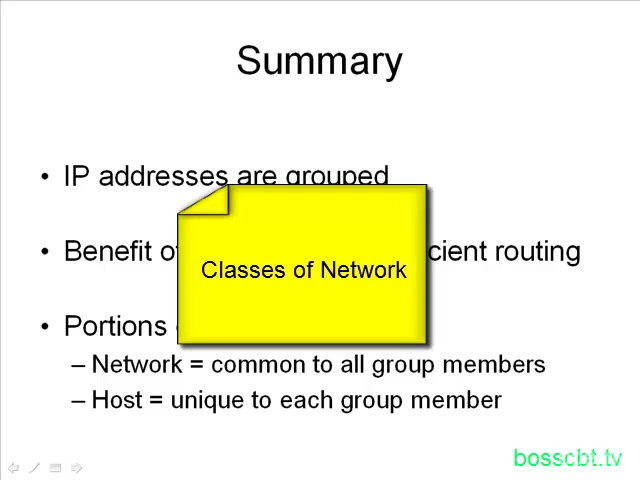 Summary
• IP addresses are grouped
• Benefit of cient routing
Classes of Network
• Portions
– Network = common to all group members
– Host = unique to each group member
bosscbt.tv